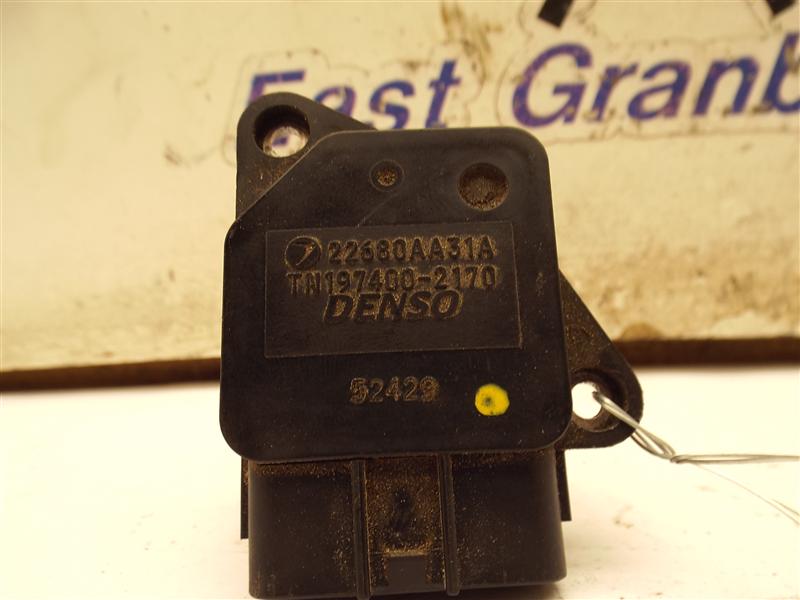 East Granb
22680AA31A
TN197400-2170
DENSO
52429